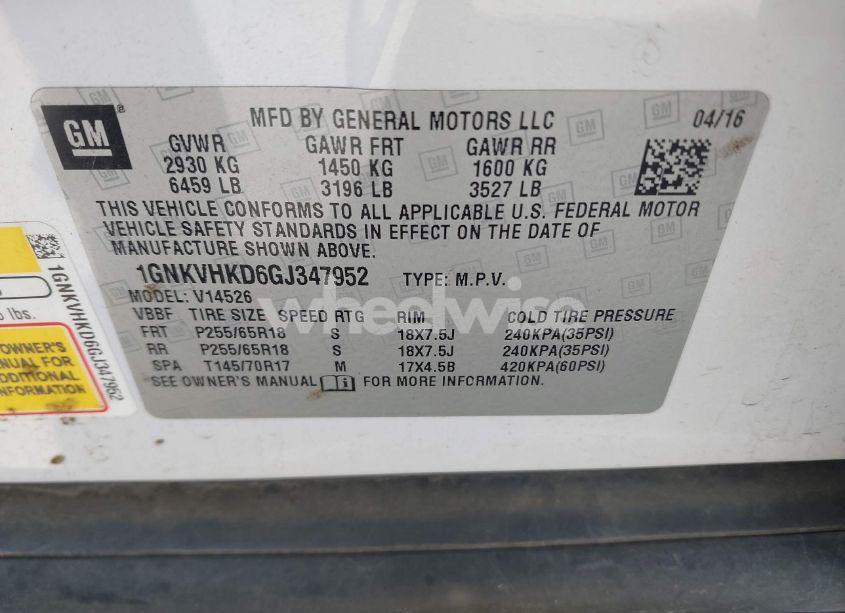 GM
MFD BY GENERAL MOTORS LLC 04/16
GVWR GAWR FRT GAWR RR
2930 KG 1450 KG 1600 KG
6459 LB 3196 LB 3527 LB
THIS VEHICLE CONFORMS TO ALL APPLICABLE U.S. FEDERAL MOTOR
VEHICLE SAFETY STANDARDS IN EFFECT ON THE DATE OF
MANUFACTURE SHOWN ABOVE.
1GNKVHKD6GJ347952 TYPE: M.P.V.
MODEL: V14526
VBBF TIRE SIZE SPEED RTG RIM COLD TIRE PRESSURE
FRT P255/65R18 S 18X7.5J 240KPA(35PSI)
RR P255/65R18 S 18X7.5J 240KPA(35PSI)
SPA T145/70R17 M 17X4.5B 420KPA(60PSI)
SEE OWNER'S MANUAL FOR MORE INFORMATION.
wheelwise
1GNKVHKD6GJ347952
lbs.
OWNER'S
MANUAL FOR
ADDITIONAL
INFORMATION